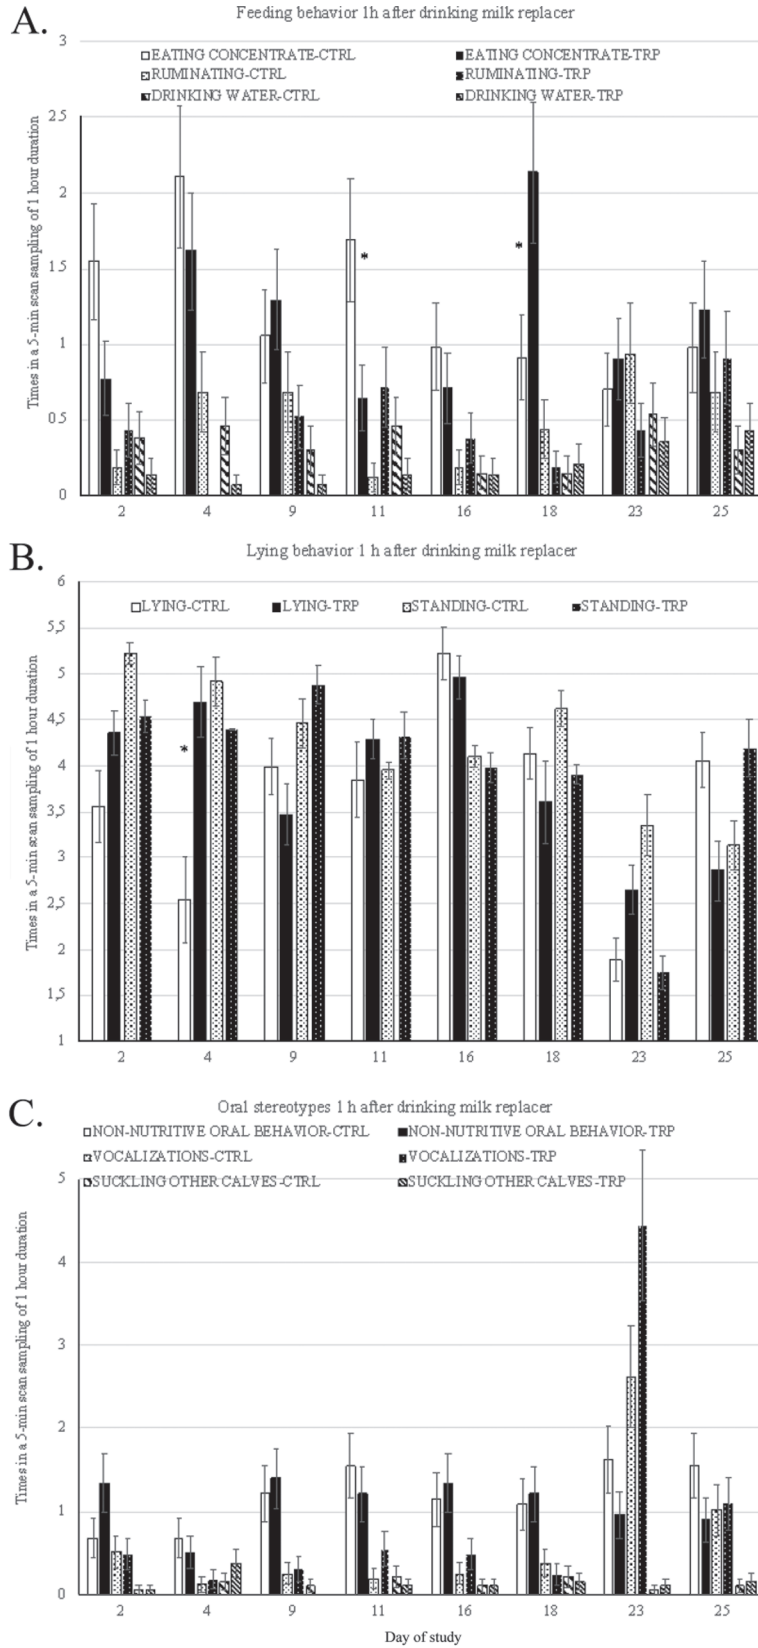 A.
Feeding behavior 1h after drinking milk replacer
EATING CONCENTRATE-CTRL EATING CONCENTRATE-TRP
RUMINATING-CTRL RUMINATING-TRP
DRINKING WATER-CTRL DRINKING WATER-TRP
Times in a 5-min scan sampling of 1 hour duration
3
2.5
2
1.5
1
0.5
0
*
*
2 4 9 11 16 18 23 25
B.
Lying behavior 1 h after drinking milk replacer
LYING-CTRL LYING-TRP STANDING-CTRL STANDING-TRP
Times in a 5-min scan sampling of 1 hour duration
6
5,5
5
4,5
4
3,5
3
2,5
2
1,5
1
*
2 4 9 11 16 18 23 25
C.
Oral stereotypes 1 h after drinking milk replacer
NON-NUTRITIVE ORAL BEHAVIOR-CTRL NON-NUTRITIVE ORAL BEHAVIOR-TRP
VOCALIZATIONS-CTRL VOCALIZATIONS-TRP
SUCKLING OTHER CALVES-CTRL SUCKLING OTHER CALVES-TRP
Times in a 5-min scan sampling of 1 hour duration
5
4
3
2
1
0
2 4 9 11 16 18 23 25
Day of study